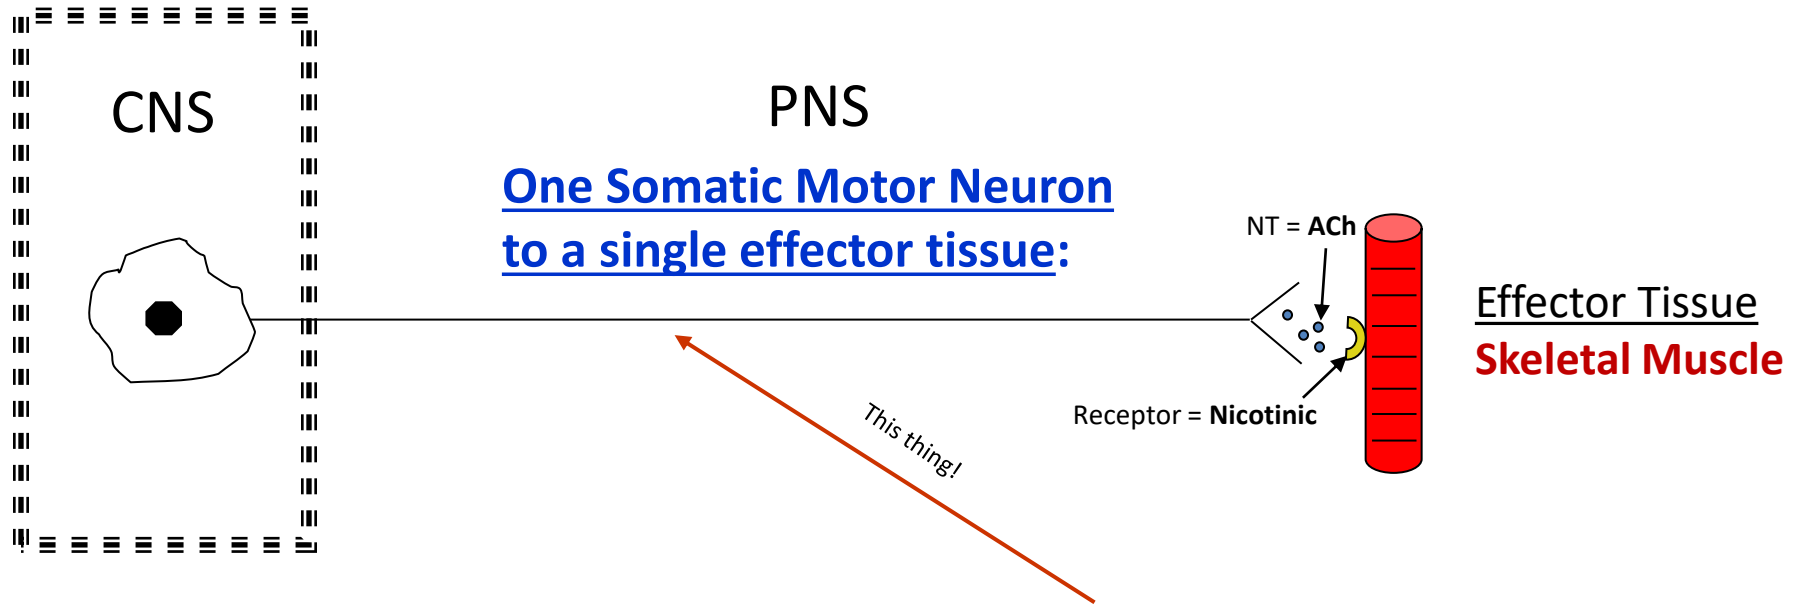 CNS
PNS
One Somatic Motor Neuron
to a single effector tissue:
NT = ACh
Effector Tissue
Skeletal Muscle
Receptor = Nicotinic
This thing!